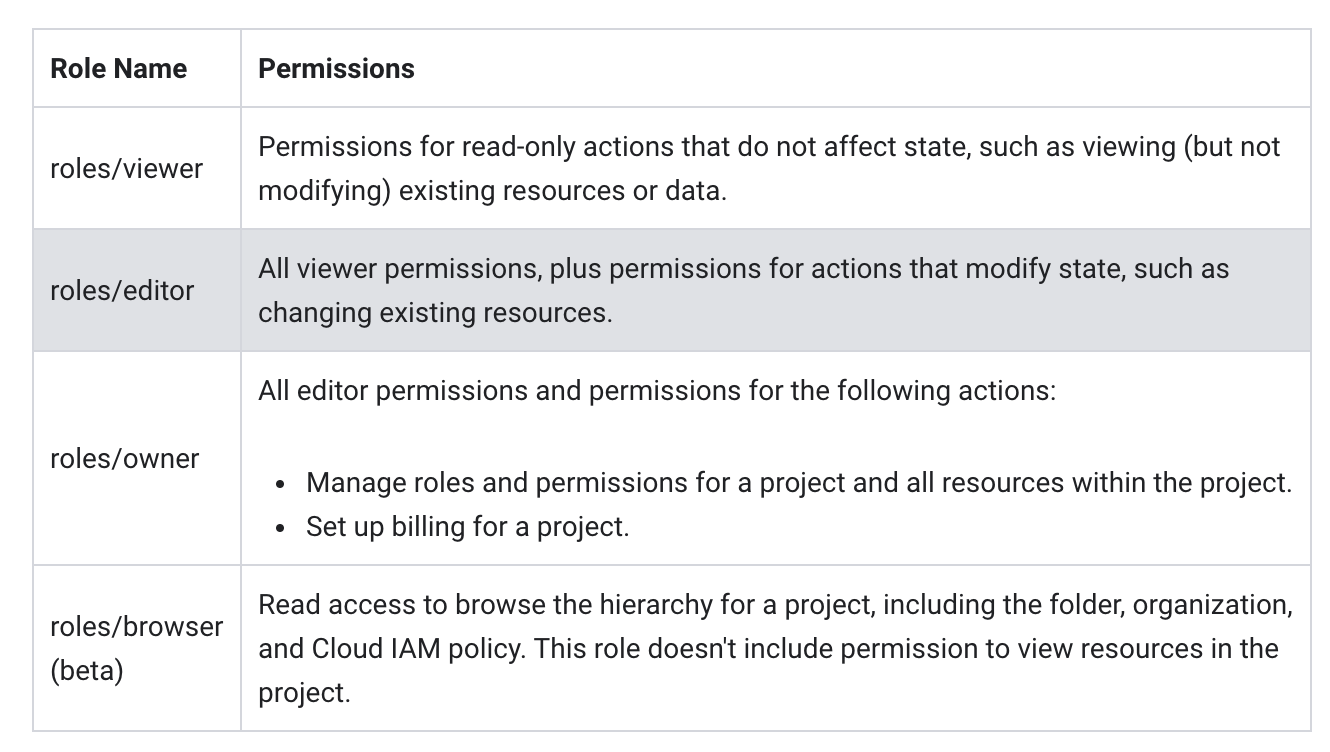 Role Name
Permissions
roles/viewer
Permissions for read-only actions that do not affect state, such as viewing (but not
modifying) existing resources or data.
roles/editor
All viewer permissions, plus permissions for actions that modify state, such as
changing existing resources.
roles/owner
All editor permissions and permissions for the following actions:
• Manage roles and permissions for a project and all resources within the project.
• Set up billing for a project.
roles/browser
(beta)
Read access to browse the hierarchy for a project, including the folder, organization,
and Cloud IAM policy. This role doesn't include permission to view resources in the
project.